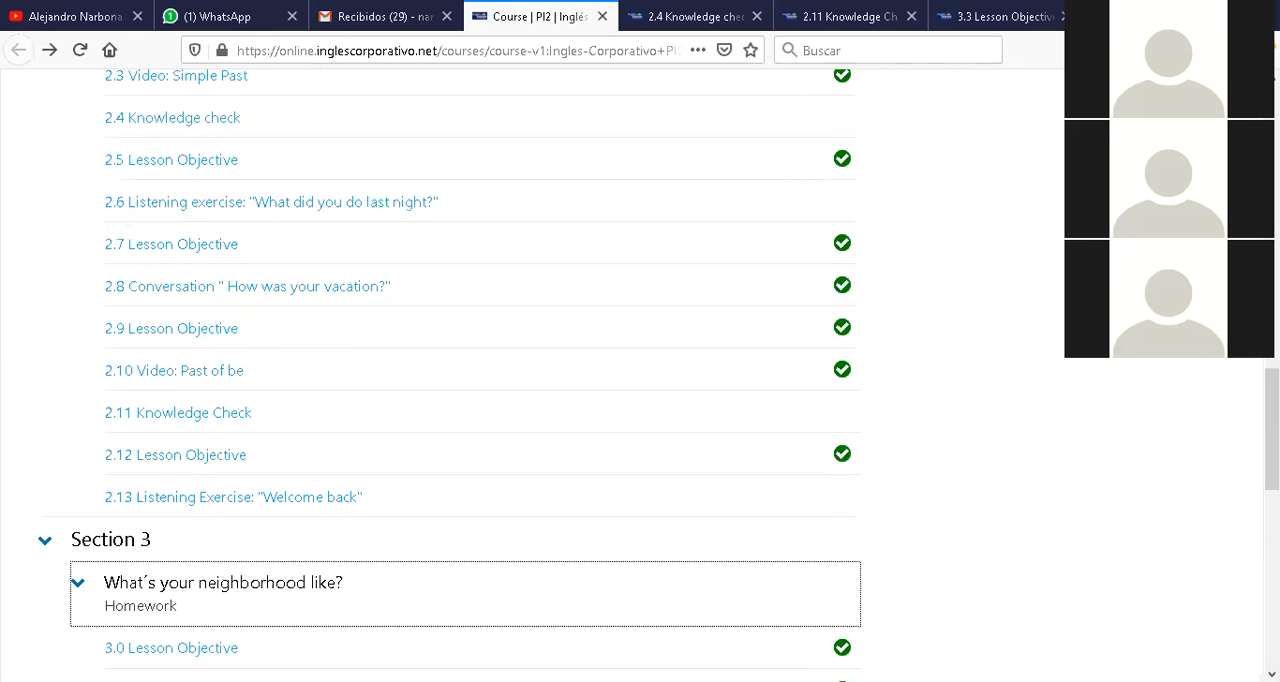 Alejandro Narbona
(1) WhatsApp
Recibidos (29) - nar
Course | PI2 | Inglés
2.4 Knowledge che
2.11 Knowledge Ch
3.3 Lesson Objectiv
https://online.inglescorporativo.net/courses/course-v1:Ingles-Corporativo+PI2
Buscar
2.3 Video: Simple Past
2.4 Knowledge check
2.5 Lesson Objective
2.6 Listening exercise: "What did you do last night?"
2.7 Lesson Objective
2.8 Conversation " How was your vacation?"
2.9 Lesson Objective
2.10 Video: Past of be
2.11 Knowledge Check
2.12 Lesson Objective
2.13 Listening Exercise: "Welcome back"
Section 3
What´s your neighborhood like?
Homework
3.0 Lesson Objective